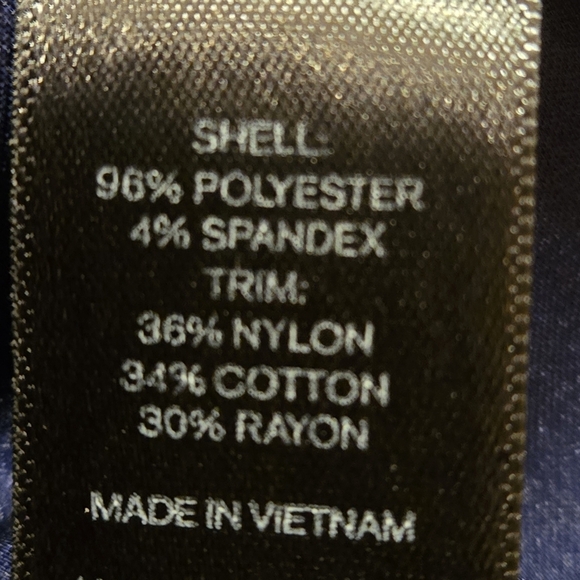 SHELL:
96% POLYESTER
4% SPANDEX
TRIM:
36% NYLON
34% COTTON
30% RAYON
MADE IN VIETNAM